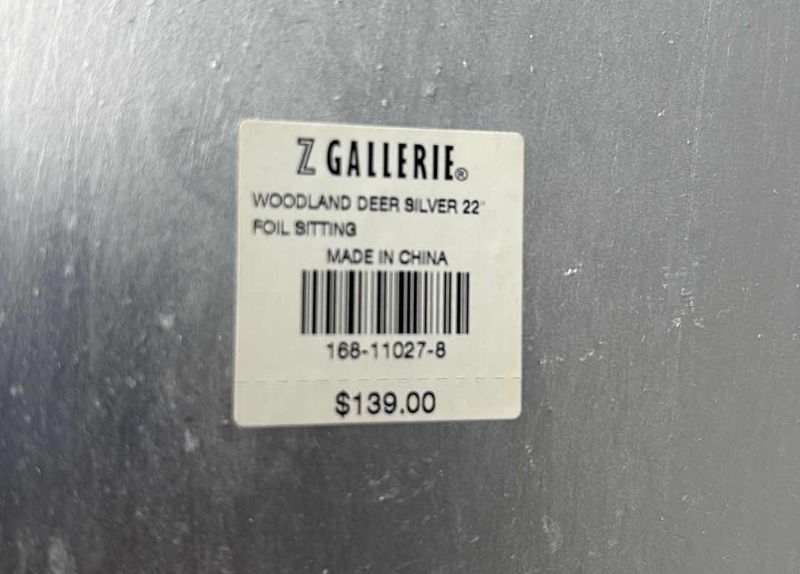 Z GALLERIE®
WOODLAND DEER SILVER 22"
FOIL SITTING
MADE IN CHINA
168-11027-8
$139.00